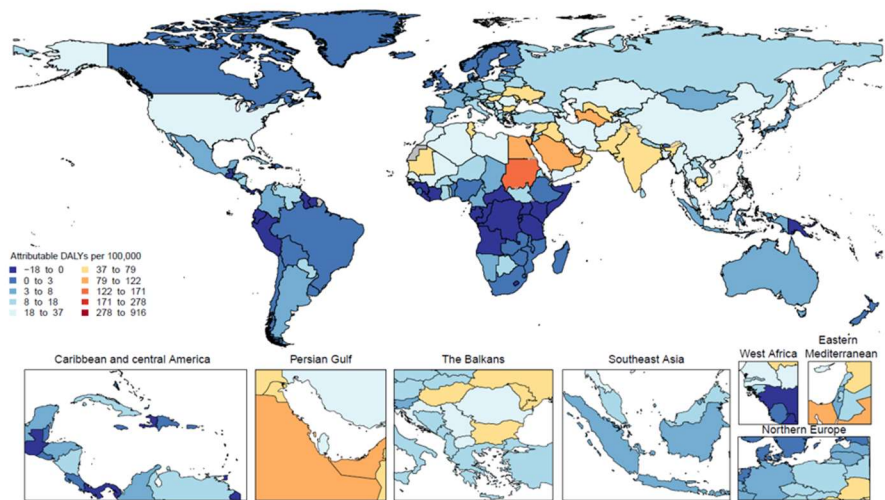 Attributable DALYs per 100,000
−18 to 0 37 to 79
0 to 3 79 to 122
3 to 8 122 to 171
8 to 18 171 to 278
18 to 37 278 to 916
Caribbean and central America
Persian Gulf
The Balkans
Southeast Asia
West Africa
Eastern
Mediterranean
Northern Europe